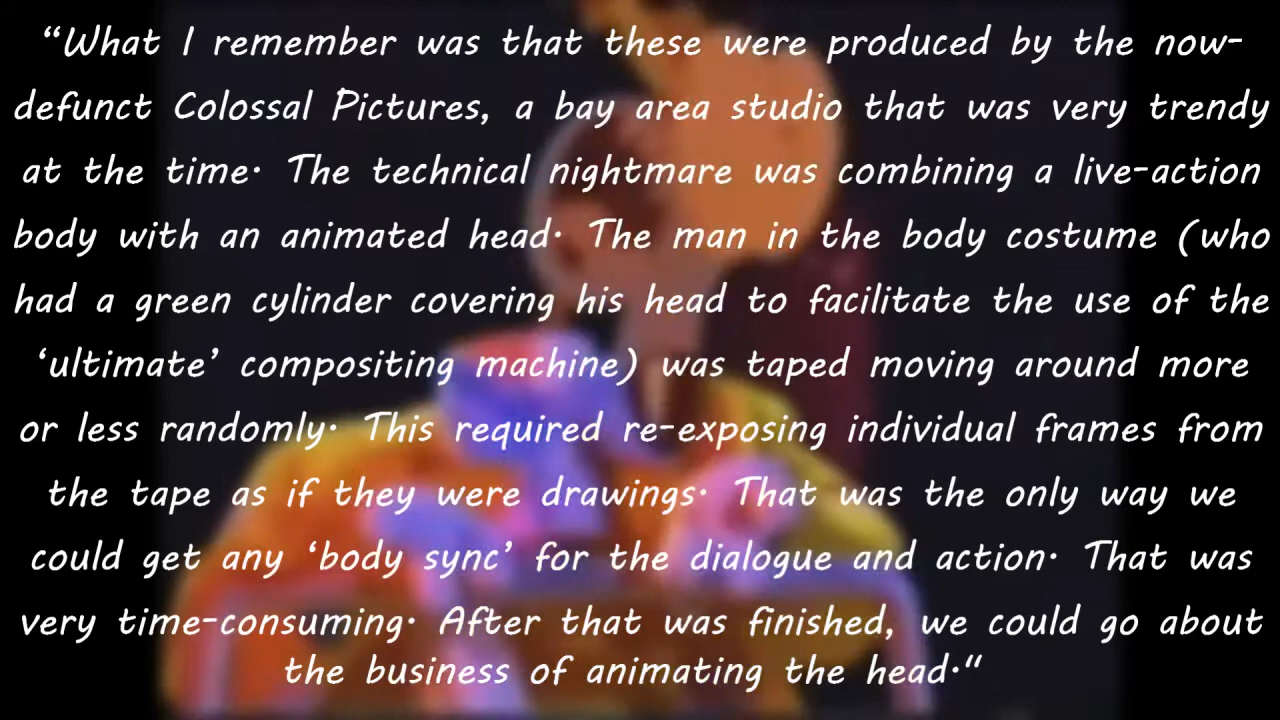 “What I remember was that these were produced by the now-
defunct Colossal Pictures, a bay area studio that was very trendy
at the time. The technical nightmare was combining a live-action
body with an animated head. The man in the body costume (who
had a green cylinder covering his head to facilitate the use of the
‘ultimate’ compositing machine) was taped moving around more
or less randomly. This required re-exposing individual frames from
the tape as if they were drawings. That was the only way we
could get any ‘body sync’ for the dialogue and action. That was
very time-consuming. After that was finished, we could go about
the business of animating the head.“